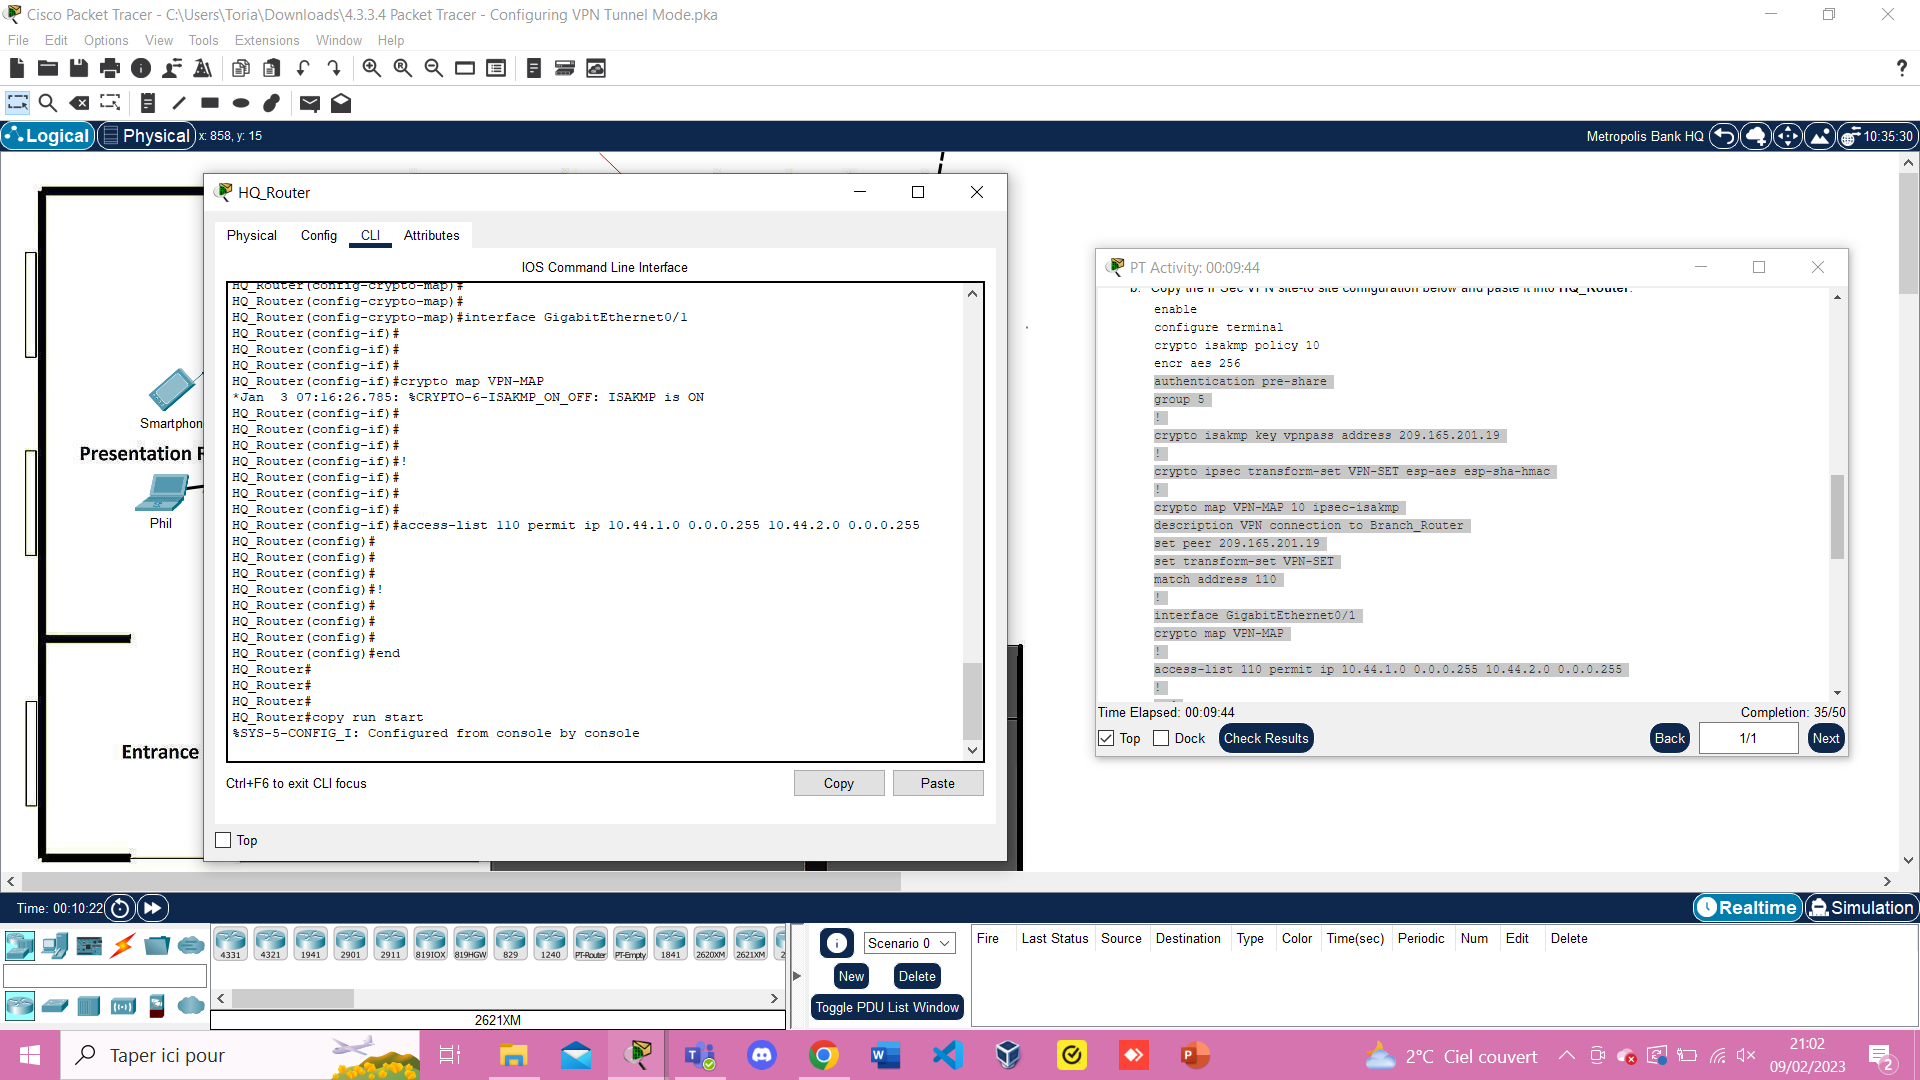 Cisco Packet Tracer - C:\Users\Toria\Downloads\4.3.3.4 Packet Tracer - Configuring VPN Tunnel Mode.pka
File Edit Options View Tools Extensions Window Help
?
Logical Physical x: 858, y: 15 Metropolis Bank HQ 10:35:30
HQ_Router
Physical Config CLI Attributes
IOS Command Line Interface
HQ_Router(config-crypto-map)#
HQ_Router(config-crypto-map)#
HQ_Router(config-crypto-map)#interface GigabitEthernet0/1
HQ_Router(config-if)#
HQ_Router(config-if)#
HQ_Router(config-if)#
HQ_Router(config-if)#crypto map VPN-MAP
*Jan 3 07:16:26.785: %CRYPTO-6-ISAKMP_ON_OFF: ISAKMP is ON
HQ_Router(config-if)#
HQ_Router(config-if)#
HQ_Router(config-if)#
HQ_Router(config-if)#!
HQ_Router(config-if)#
HQ_Router(config-if)#
HQ_Router(config-if)#
HQ_Router(config-if)#access-list 110 permit ip 10.44.1.0 0.0.0.255 10.44.2.0 0.0.0.255
HQ_Router(config)#
HQ_Router(config)#
HQ_Router(config)#
HQ_Router(config)#!
HQ_Router(config)#
HQ_Router(config)#
HQ_Router(config)#
HQ_Router(config)#end
HQ_Router#
HQ_Router#
HQ_Router#
HQ_Router#copy run start
%SYS-5-CONFIG_I: Configured from console by console
Ctrl+F6 to exit CLI focus
Copy Paste
Top
Smartphon
Presentation
Phil
Entrance
PT Activity: 00:09:44
b. Copy the IPSec VPN site-to site configuration below and paste it into HQ_Router.
enable
configure terminal
crypto isakmp policy 10
encr aes 256
authentication pre-share
group 5
!
crypto isakmp key vpnpass address 209.165.201.19
!
crypto ipsec transform-set VPN-SET esp-aes esp-sha-hmac
!
crypto map VPN-MAP 10 ipsec-isakmp
description VPN connection to Branch_Router
set peer 209.165.201.19
set transform-set VPN-SET
match address 110
!
interface GigabitEthernet0/1
crypto map VPN-MAP
!
access-list 110 permit ip 10.44.1.0 0.0.0.255 10.44.2.0 0.0.0.255
!
Time Elapsed: 00:09:44 Completion: 35/50
Top Dock Check Results Back 1/1 Next
Time: 00:10:22 Realtime Simulation
4331 4321 1941 2901 2911 819IOX 819HGW 829 1240 PT-Router PT-Empty 1841 2620XM 2621XM 2
2621XM
Scenario 0
New Delete
Toggle PDU List Window
Fire Last Status Source Destination Type Color Time(sec) Periodic Num Edit Delete
Taper ici pour
2°C Ciel couvert
21:02
09/02/2023
2